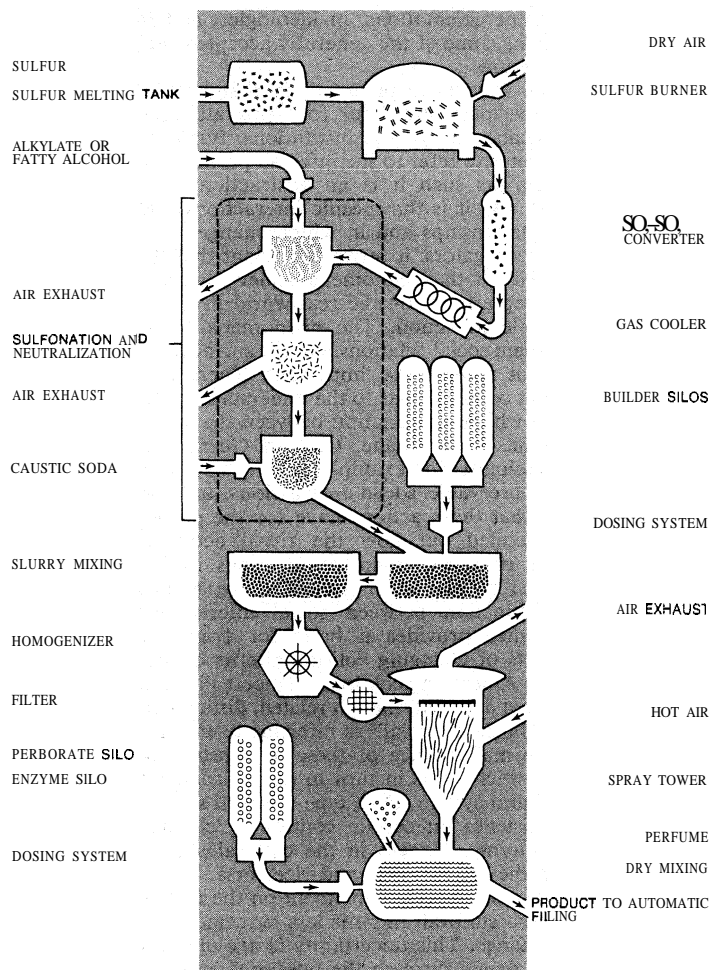 SULFUR
SULFUR MELTING TANK
ALKYLATE OR
FATTY ALCOHOL
AIR EXHAUST
SULFONATION AND
NEUTRALIZATION
AIR EXHAUST
CAUSTIC SODA
SLURRY MIXING
HOMOGENIZER
FILTER
PERBORATE SILO
ENZYME SILO
DOSING SYSTEM
DRY AIR
SULFUR BURNER
SO₂–SO₃
CONVERTER
GAS COOLER
BUILDER SILOS
DOSING SYSTEM
AIR EXHAUST
HOT AIR
SPRAY TOWER
PERFUME
DRY MIXING
PRODUCT TO AUTOMATIC
FILLING